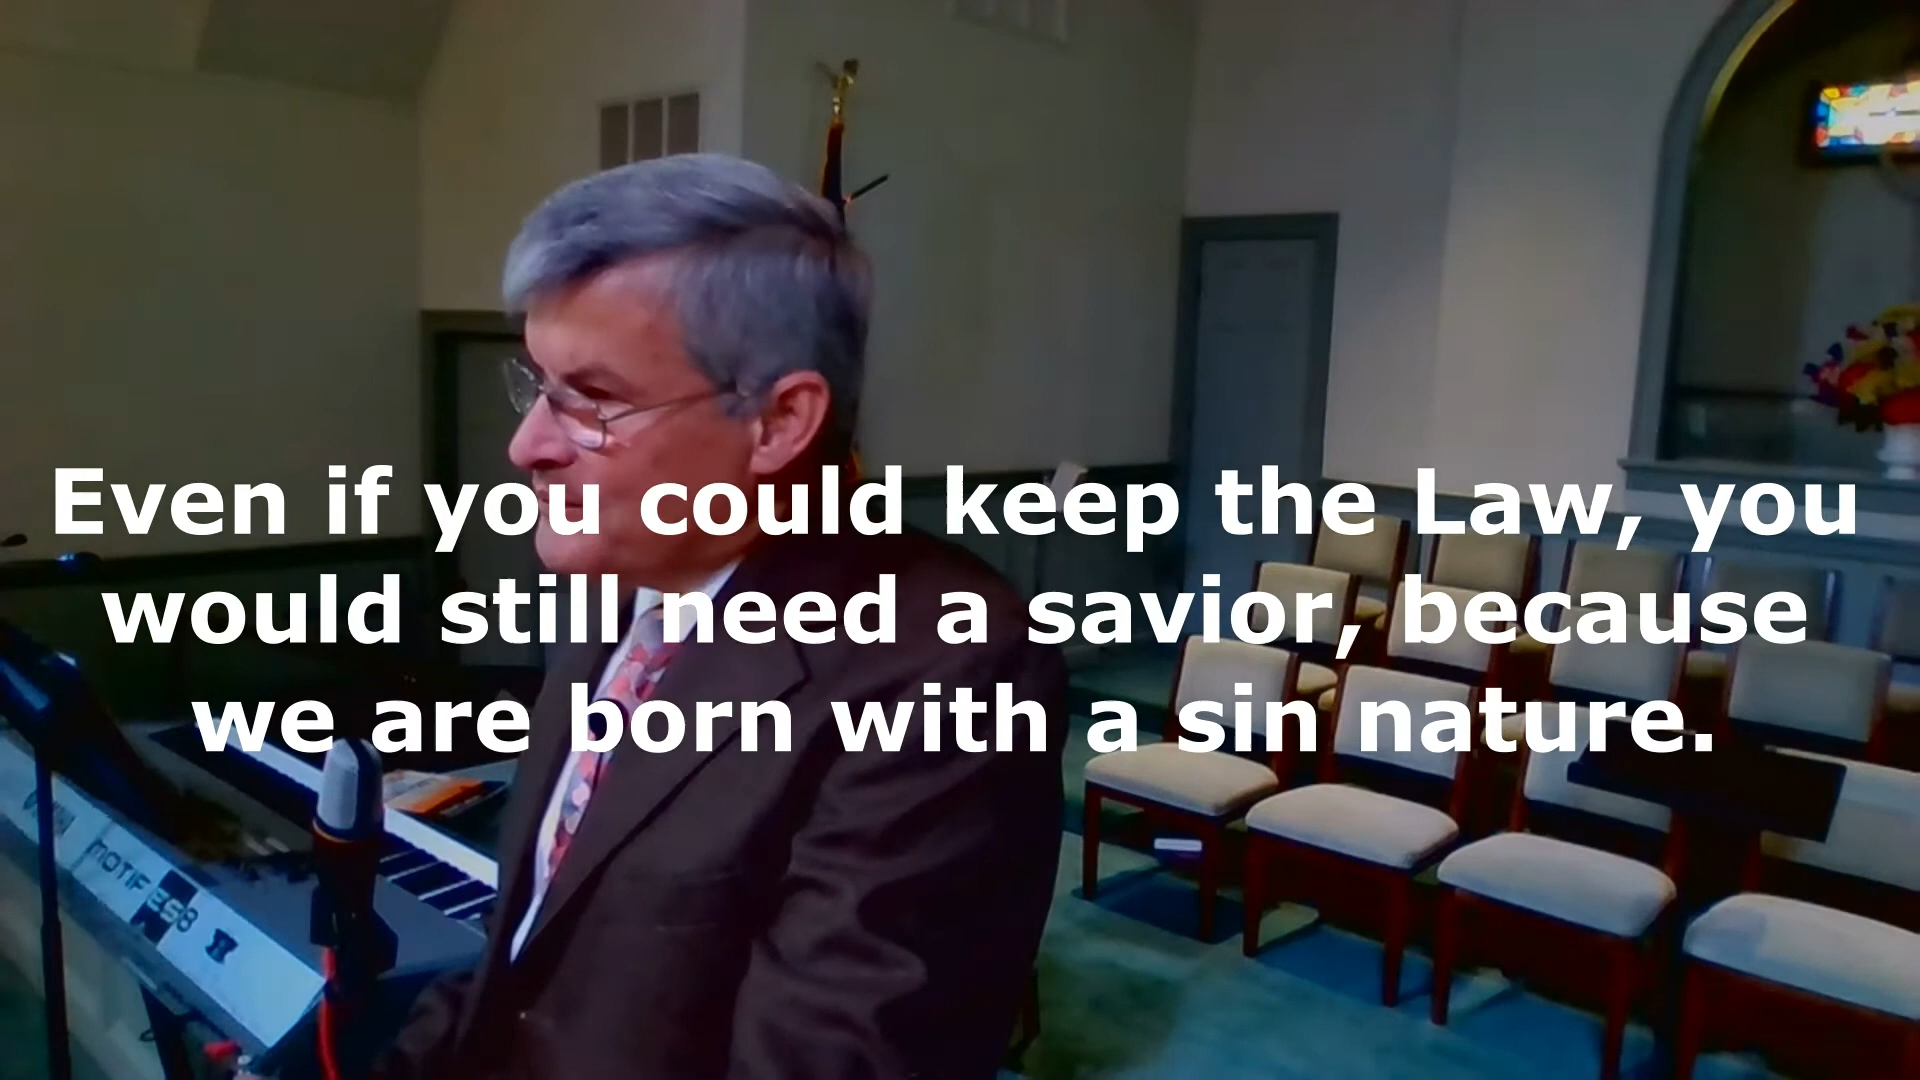 Even if you could keep the Law, you
would still need a savior, because
we are born with a sin nature.
MOTIF ES8